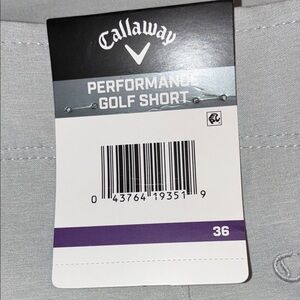 Callaway
PERFORMANCE
GOLF SHORT
0 43764 19351 9
36